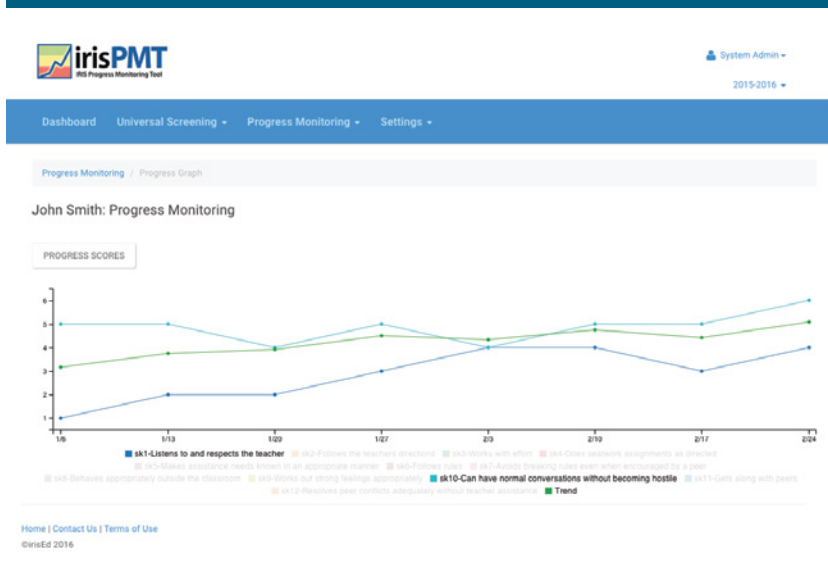 irisPMT
IRIS Progress Monitoring Tool
System Admin
2015-2016
Dashboard Universal Screening Progress Monitoring Settings
Progress Monitoring / Progress Graph
John Smith: Progress Monitoring
PROGRESS SCORES
6
5
4
3
2
1
1/6 1/13 1/20 1/27 2/3 2/10 2/17 2/24
sk1-Listens to and respects the teacher sk2-Follows the teachers directions sk3-Works with effort sk4-Does seatwork assignments as directed
sk5-Makes assistance needs known in an appropriate manner sk6-Follows rules sk7-Avoids breaking rules even when encouraged by a peer
sk8-Behaves appropriately outside the classroom sk9-Works out strong feelings appropriately sk10-Can have normal conversations without becoming hostile sk11-Gets along with peers
sk12-Resolves peer conflicts adequately without teacher assistance Trend
Home | Contact Us | Terms of Use
©irisEd 2016